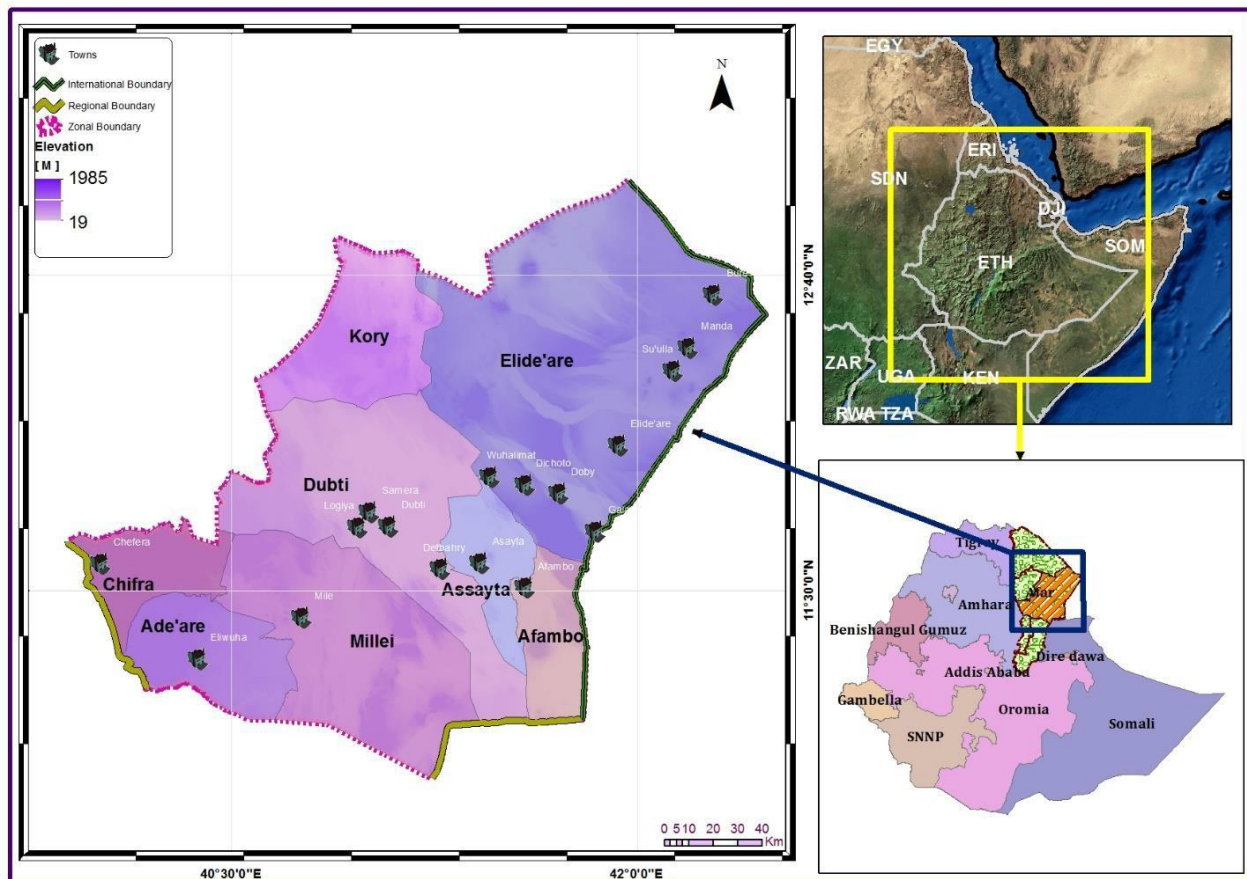 Towns
International Boundary
Regional Boundary
Zonal Boundary
Elevation
[ M ]
1985
19
N
Kory
Elide'are
Manda
Su'ulla
Elide'are
Wuhalimat
Dichoto
Doby
Dubti
Samera
Logiya
Dubti
Chefera
Chifra
Asayta
Assayta
Afambo
Afambo
Mile
Ade'are
Eliwuha
Millei
0 5 10 20 30 40
Km
40°30'0"E
42°0'0"E
12°40'0"N
11°30'0"N
EGY
ERI
SDN
DJI
SOM
ETH
ZAR
UGA
KEN
RWA TZA
Tigray
Mar
Amhara
Benishangul Gumuz
Dire dawa
Addis Ababa
Gambella
Oromia
Somali
SNNP